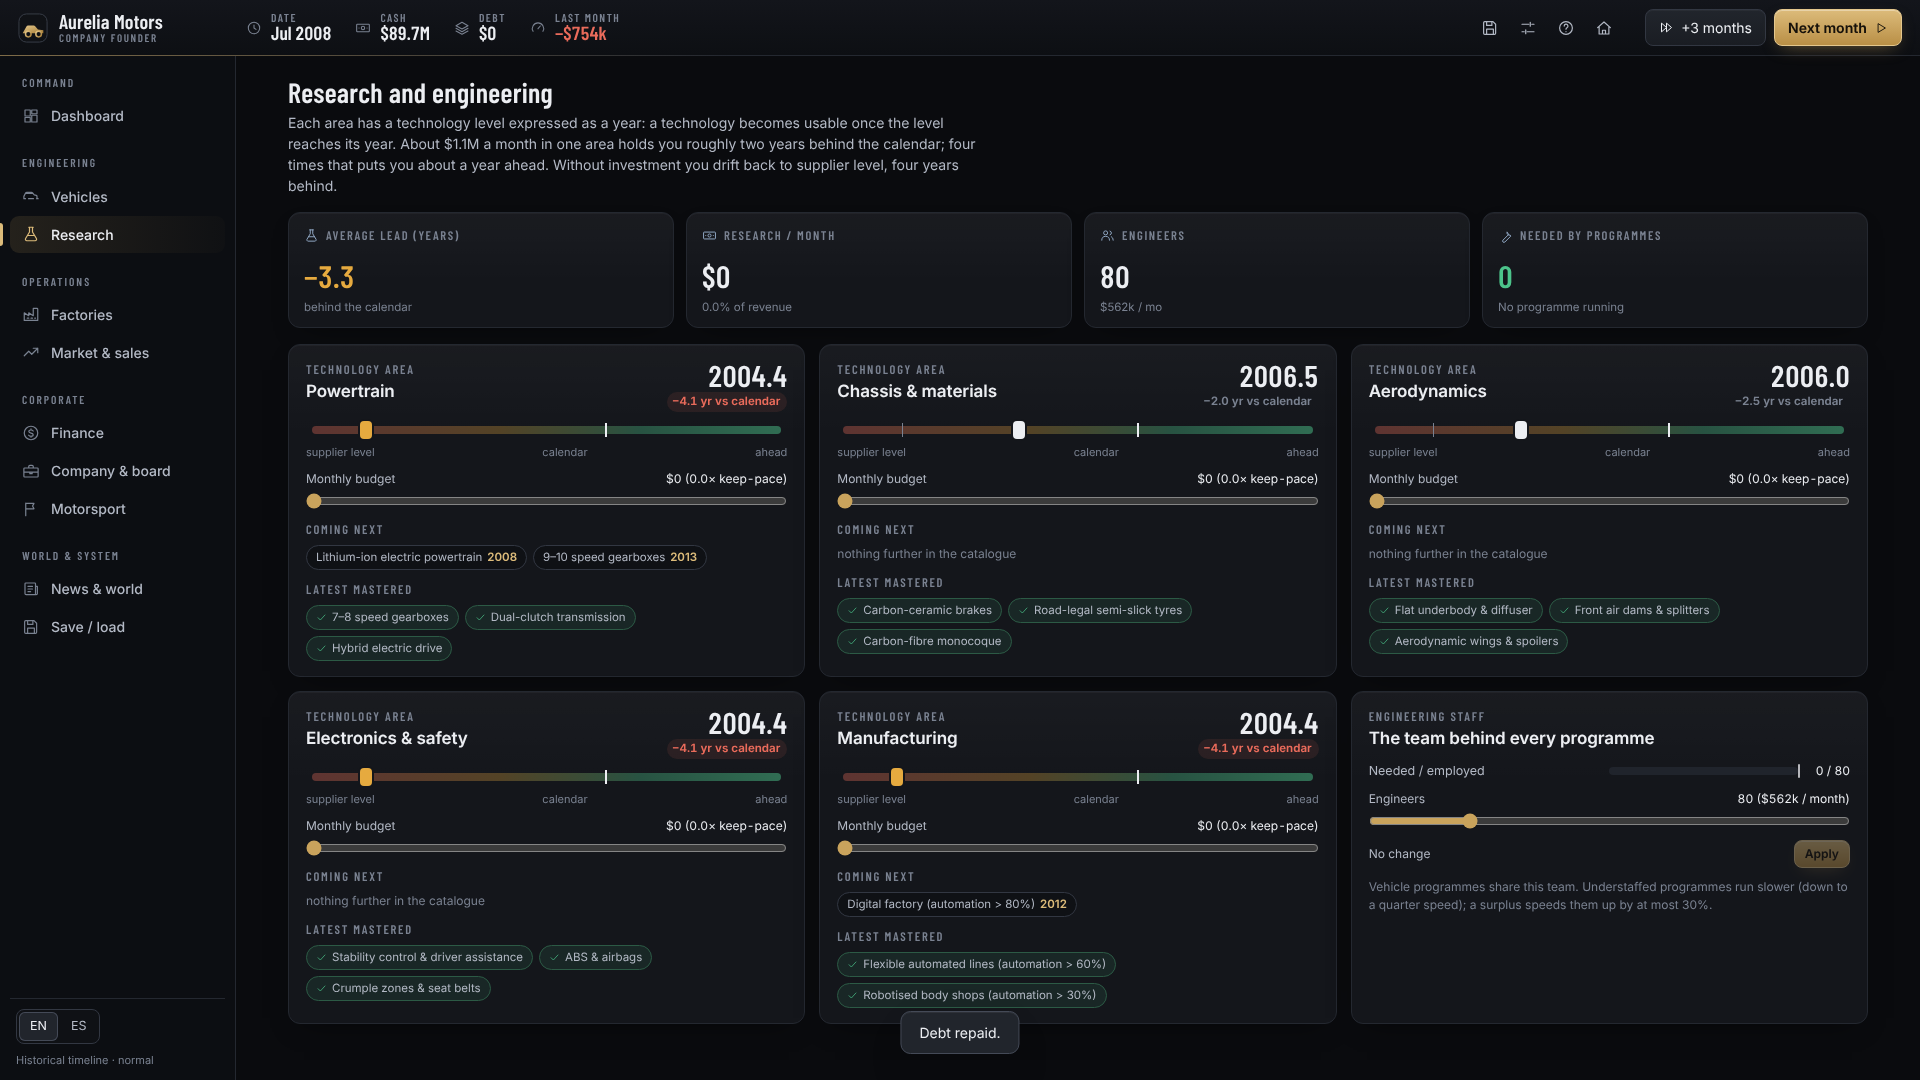 Aurelia Motors
COMPANY FOUNDER
DATE
Jul 2008
CASH
$89.7M
DEBT
$0
LAST MONTH
−$754k
+3 months
Next month
COMMAND
Dashboard
ENGINEERING
Vehicles
Research
OPERATIONS
Factories
Market & sales
CORPORATE
Finance
Company & board
Motorsport
WORLD & SYSTEM
News & world
Save / load
EN
ES
Historical timeline · normal
Research and engineering
Each area has a technology level expressed as a year: a technology becomes usable once the level
reaches its year. About $1.1M a month in one area holds you roughly two years behind the calendar; four
times that puts you about a year ahead. Without investment you drift back to supplier level, four years
behind.
AVERAGE LEAD (YEARS)
−3.3
behind the calendar
RESEARCH / MONTH
$0
0.0% of revenue
ENGINEERS
80
$562k / mo
NEEDED BY PROGRAMMES
0
No programme running
TECHNOLOGY AREA
Powertrain
2004.4
−4.1 yr vs calendar
supplier level calendar ahead
Monthly budget $0 (0.0× keep-pace)
COMING NEXT
Lithium-ion electric powertrain 2008
9–10 speed gearboxes 2013
LATEST MASTERED
7–8 speed gearboxes
Dual-clutch transmission
Hybrid electric drive
TECHNOLOGY AREA
Chassis & materials
2006.5
−2.0 yr vs calendar
supplier level calendar ahead
Monthly budget $0 (0.0× keep-pace)
COMING NEXT
nothing further in the catalogue
LATEST MASTERED
Carbon-ceramic brakes
Road-legal semi-slick tyres
Carbon-fibre monocoque
TECHNOLOGY AREA
Aerodynamics
2006.0
−2.5 yr vs calendar
supplier level calendar ahead
Monthly budget $0 (0.0× keep-pace)
COMING NEXT
nothing further in the catalogue
LATEST MASTERED
Flat underbody & diffuser
Front air dams & splitters
Aerodynamic wings & spoilers
TECHNOLOGY AREA
Electronics & safety
2004.4
−4.1 yr vs calendar
supplier level calendar ahead
Monthly budget $0 (0.0× keep-pace)
COMING NEXT
nothing further in the catalogue
LATEST MASTERED
Stability control & driver assistance
ABS & airbags
Crumple zones & seat belts
TECHNOLOGY AREA
Manufacturing
2004.4
−4.1 yr vs calendar
supplier level calendar ahead
Monthly budget $0 (0.0× keep-pace)
COMING NEXT
Digital factory (automation > 80%) 2012
LATEST MASTERED
Flexible automated lines (automation > 60%)
Robotised body shops (automation > 30%)
ENGINEERING STAFF
The team behind every programme
Needed / employed 0 / 80
Engineers 80 ($562k / month)
No change
Apply
Vehicle programmes share this team. Understaffed programmes run slower (down to
a quarter speed); a surplus speeds them up by at most 30%.
Debt repaid.